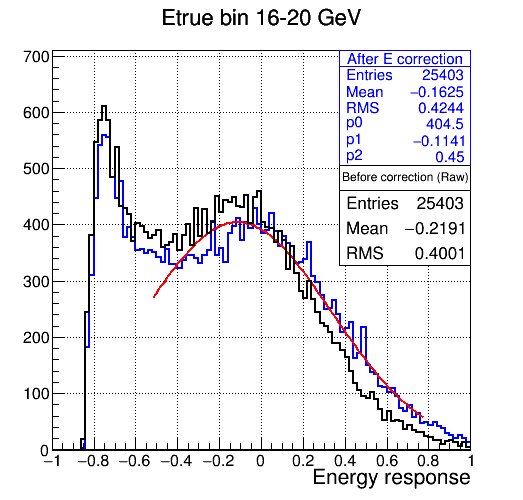 Etrue bin 16-20 GeV
After E correction
Entries 25403
Mean −0.1625
RMS 0.4244
p0 404.5
p1 −0.1141
p2 0.45
Before correction (Raw)
Entries 25403
Mean −0.2191
RMS 0.4001
700
600
500
400
300
200
100
0
−1 −0.8 −0.6 −0.4 −0.2 0 0.2 0.4 0.6 0.8 1
Energy response